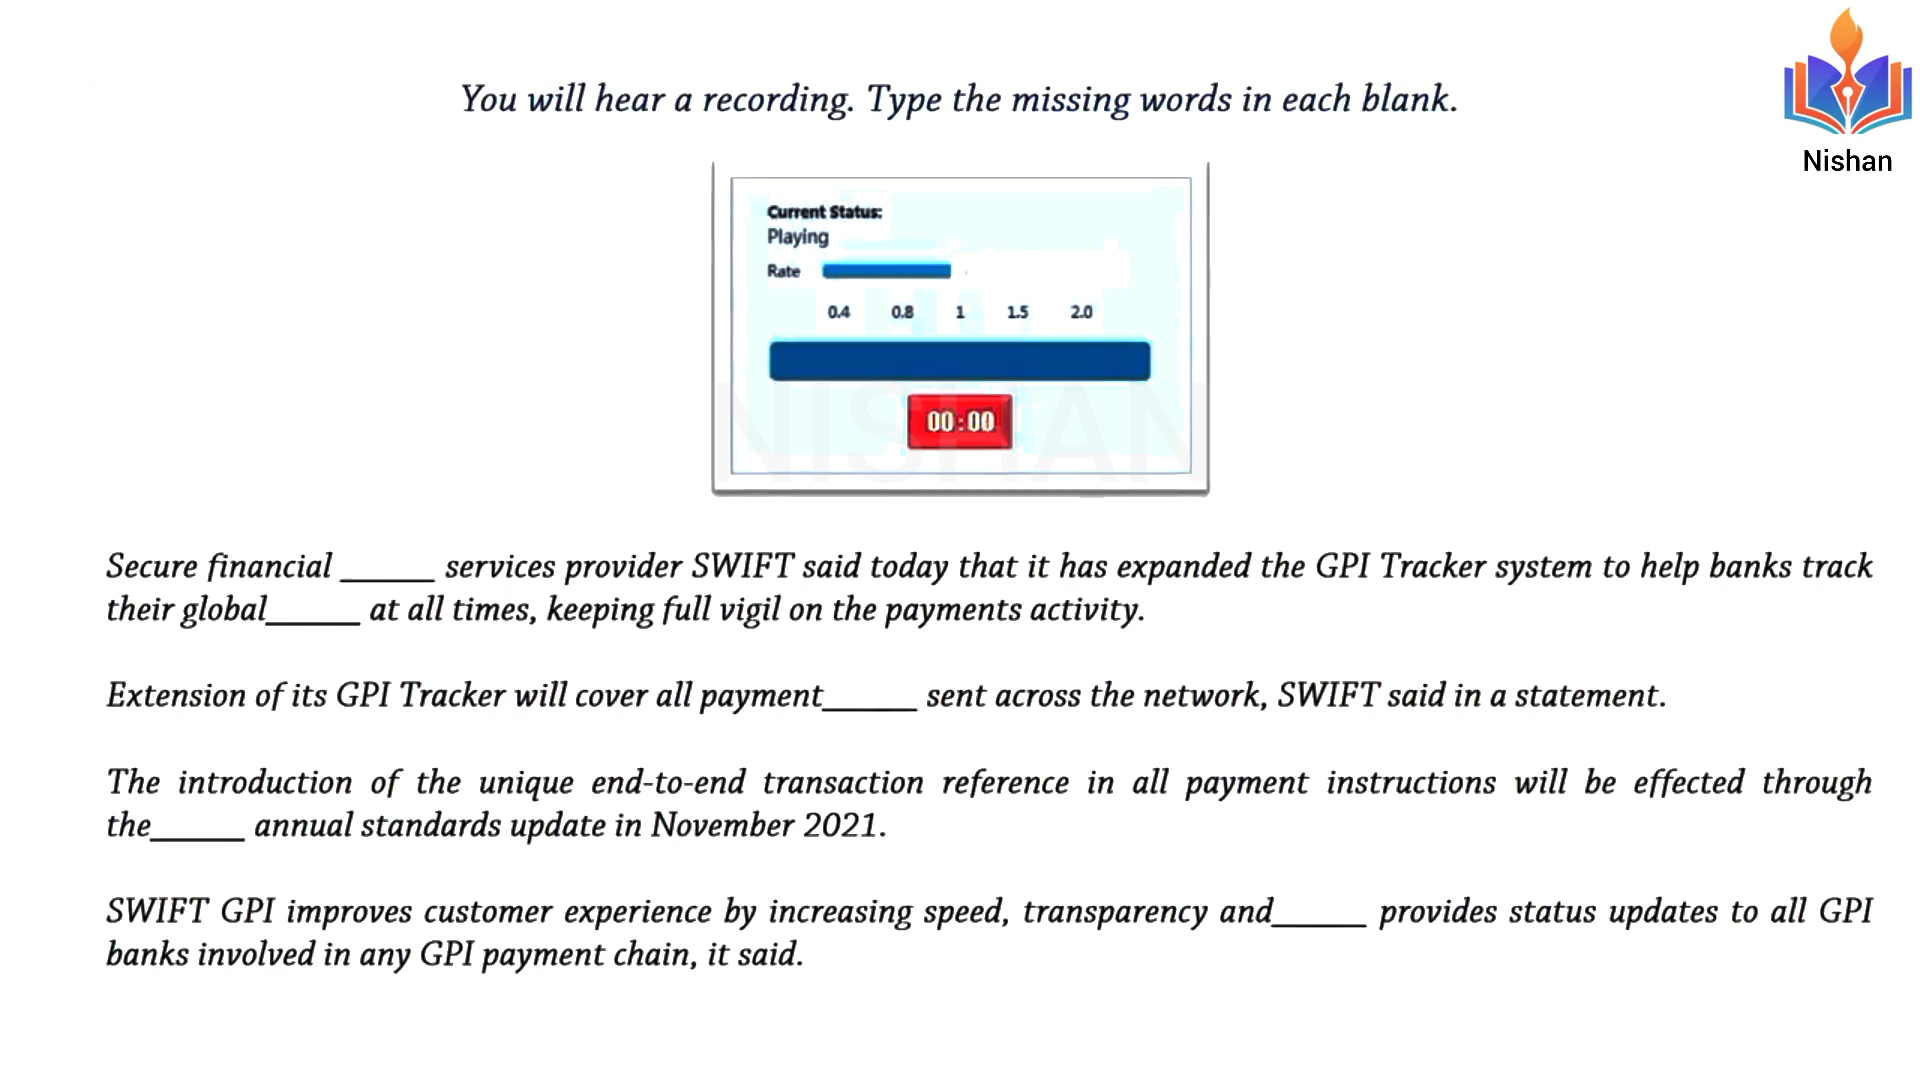 You will hear a recording. Type the missing words in each blank.
Nishan
Current Status:
Playing
Rate
0.4 0.8 1 1.5 2.0
00:00
NISHAN
Secure financial ______ services provider SWIFT said today that it has expanded the GPI Tracker system to help banks track
their global______ at all times, keeping full vigil on the payments activity.
Extension of its GPI Tracker will cover all payment______ sent across the network, SWIFT said in a statement.
The introduction of the unique end-to-end transaction reference in all payment instructions will be effected through
the______ annual standards update in November 2021.
SWIFT GPI improves customer experience by increasing speed, transparency and______ provides status updates to all GPI
banks involved in any GPI payment chain, it said.